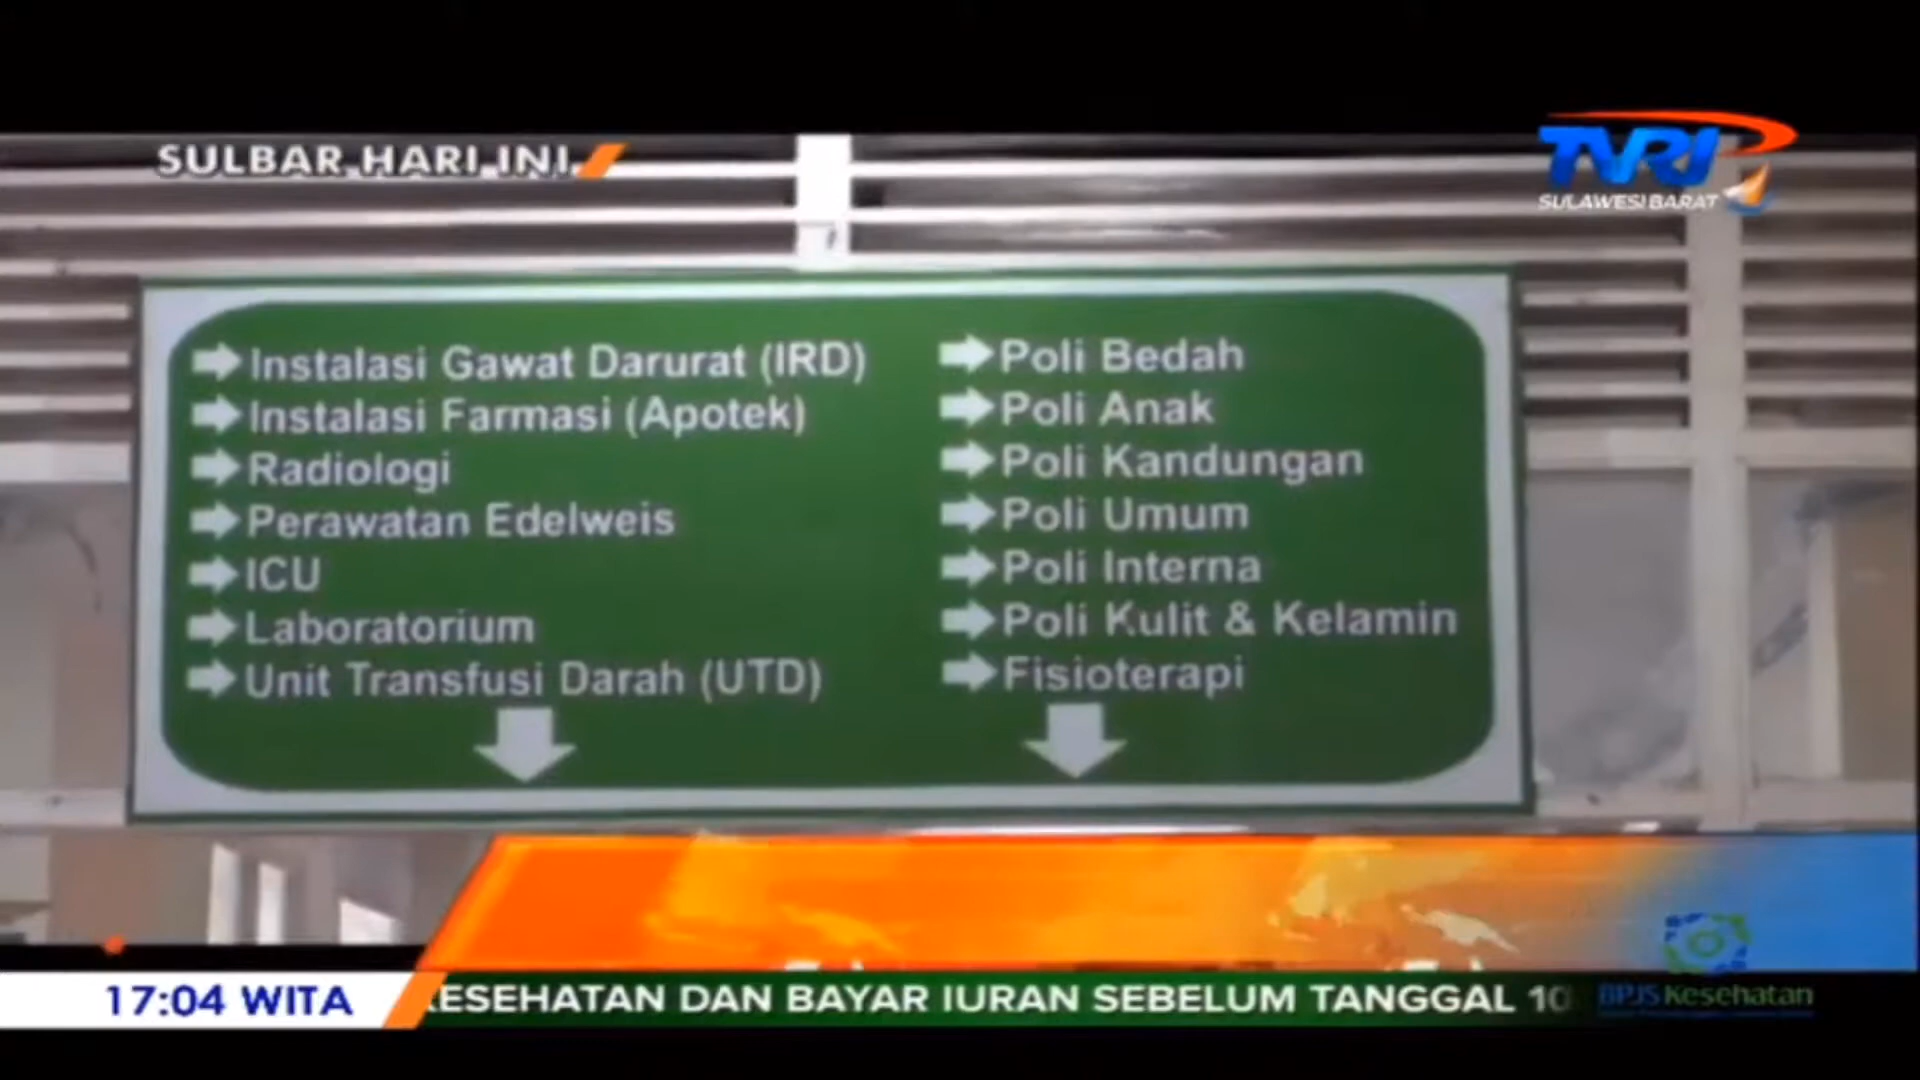 SULBAR HARI INI
TVRI
SULAWESI BARAT
Instalasi Gawat Darurat (IRD)
Instalasi Farmasi (Apotek)
Radiologi
Perawatan Edelweis
ICU
Laboratorium
Unit Transfusi Darah (UTD)
Poli Bedah
Poli Anak
Poli Kandungan
Poli Umum
Poli Interna
Poli Kulit & Kelamin
Fisioterapi
17:04 WITA
KESEHATAN DAN BAYAR IURAN SEBELUM TANGGAL 10
BPJS Kesehatan